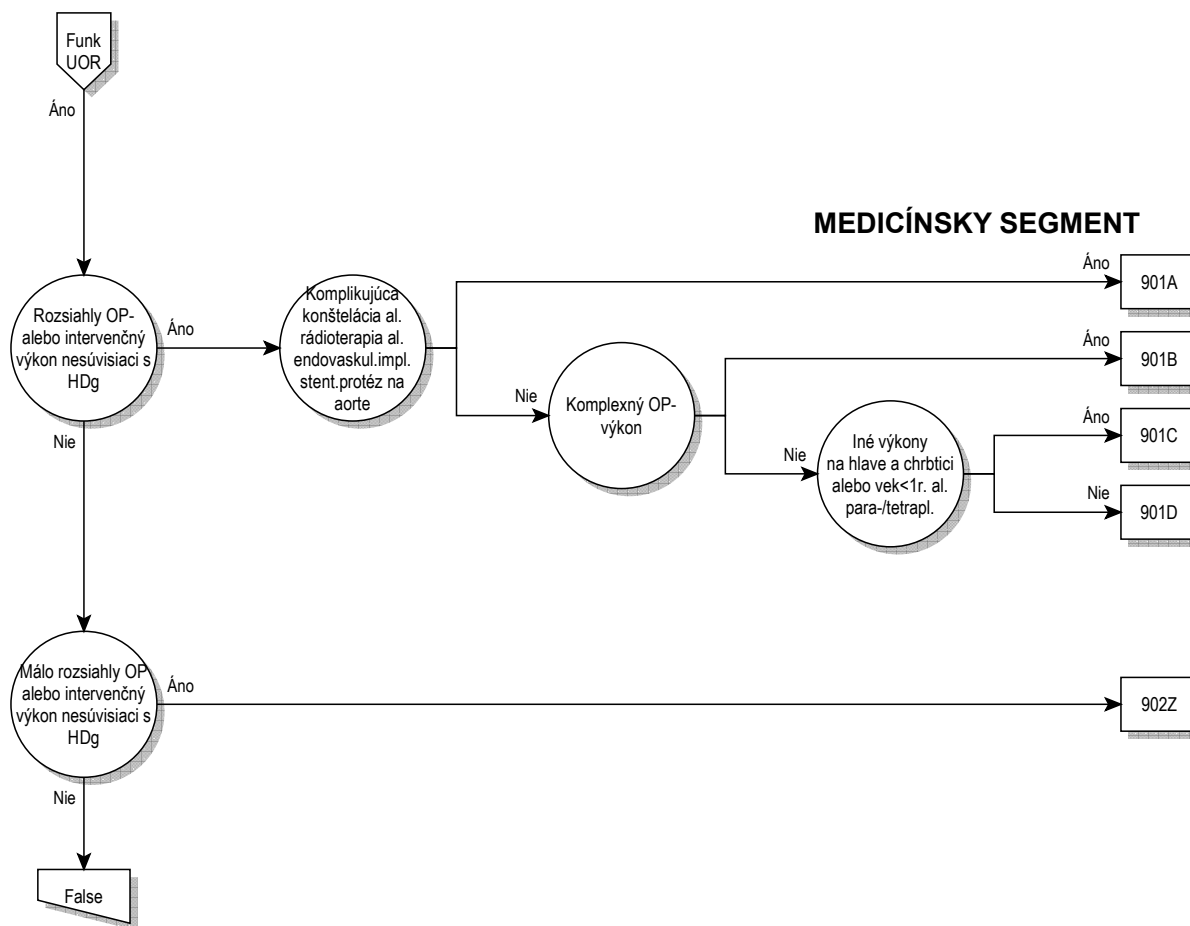 Funk
UOR
Áno
MEDICÍNSKY SEGMENT
Rozsiahly OP-
alebo intervenčný
výkon nesúvisiaci s
HDg
Áno
Nie
Komplikujúca
konštelácia al.
rádioterapia al.
endovaskul.impl.
stent.protéz na
aorte
Áno
901A
Nie
Komplexný OP-
výkon
Áno
901B
Nie
Iné výkony
na hlave a chrbtici
alebo vek<1r. al.
para-/tetrapl.
Áno
901C
Nie
901D
Málo rozsiahly OP
alebo intervenčný
výkon nesúvisiaci s
HDg
Áno
902Z
Nie
False